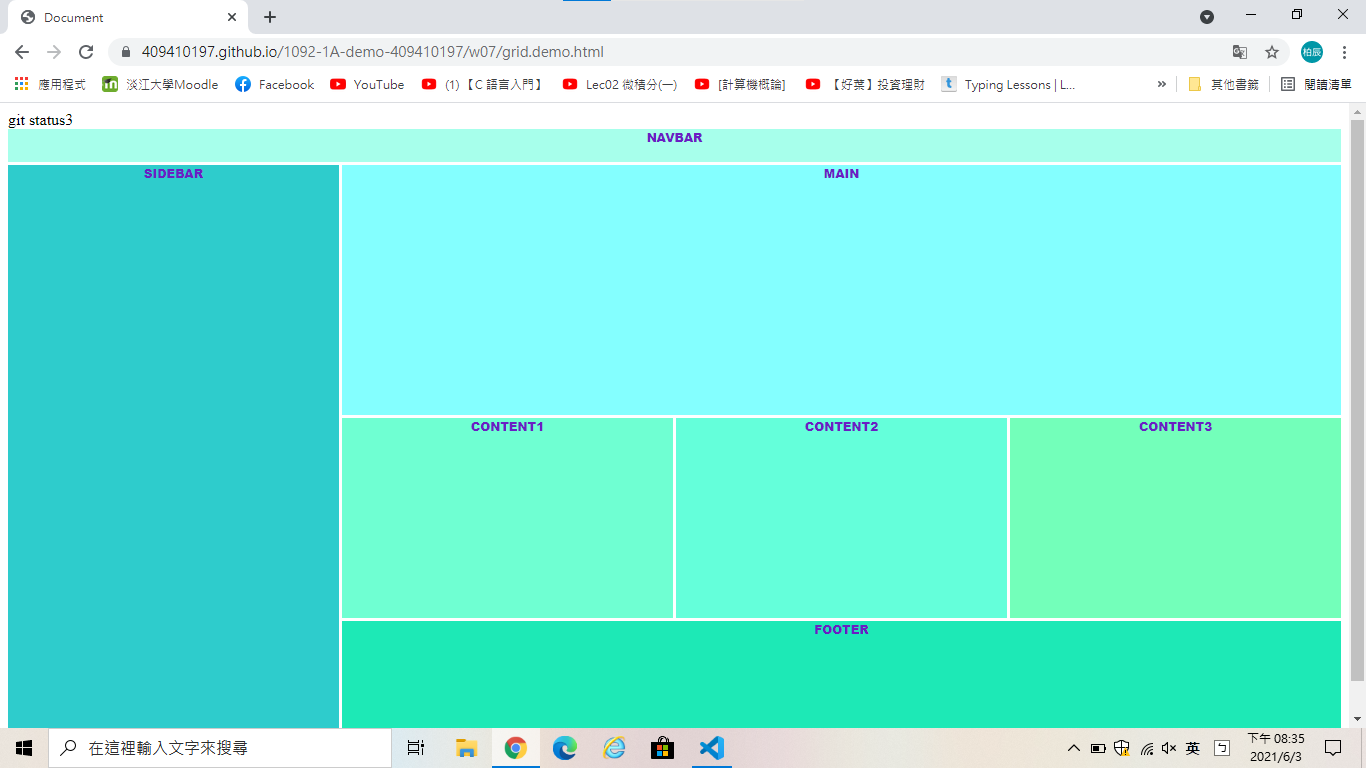 Document
409410197.github.io/1092-1A-demo-409410197/w07/grid.demo.html
柏辰
應用程式
淡江大學Moodle
Facebook
YouTube
(1)【C 語言入門】
Lec02 微積分(一)
[計算機概論]
【好葉】投資理財
Typing Lessons | L...
»
其他書籤
閱讀清單
git status3
NAVBAR
SIDEBAR
MAIN
CONTENT1
CONTENT2
CONTENT3
FOOTER
在這裡輸入文字來搜尋
英
ㄅ
下午 08:35
2021/6/3